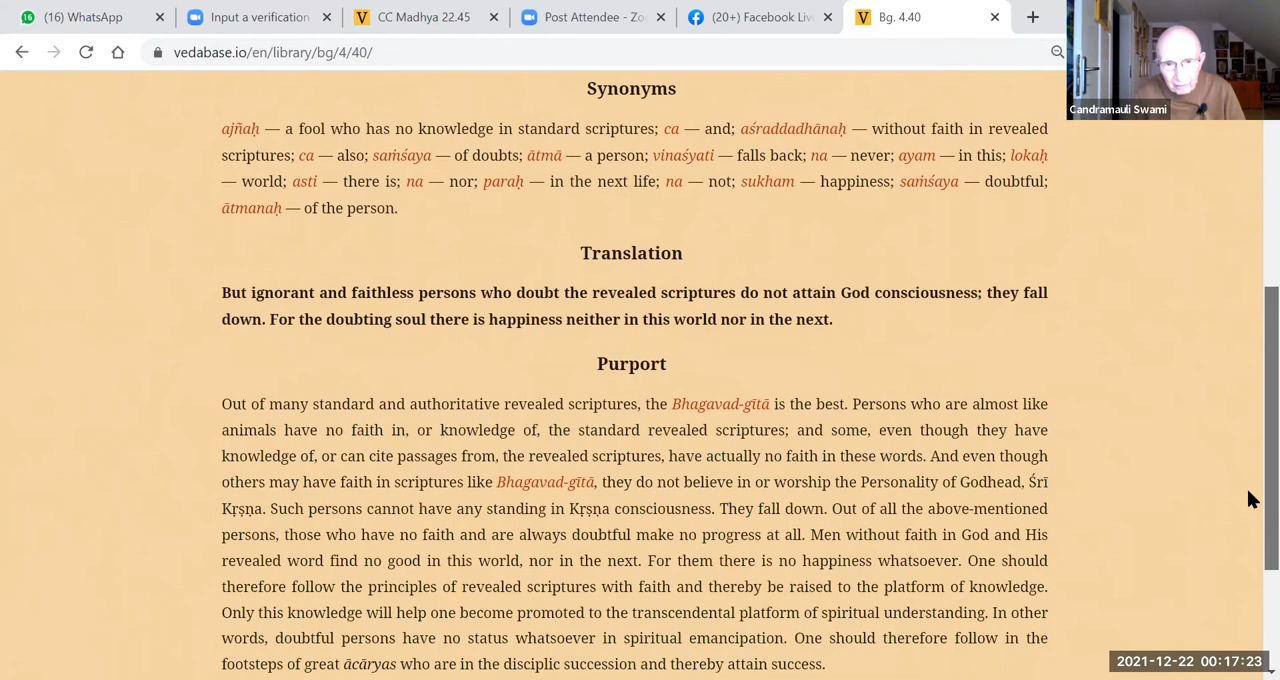 16 (16) WhatsApp
Input a verification
CC Madhya 22.45
Post Attendee - Zo
(20+) Facebook Liv
Bg. 4.40
vedabase.io/en/library/bg/4/40/
Candramauli Swami
Synonyms
ajñaḥ — a fool who has no knowledge in standard scriptures; ca — and; aśraddadhānaḥ — without faith in revealed
scriptures; ca — also; saṁśaya — of doubts; ātmā — a person; vinaśyati — falls back; na — never; ayam — in this; lokaḥ
— world; asti — there is; na — nor; paraḥ — in the next life; na — not; sukham — happiness; saṁśaya — doubtful;
ātmanaḥ — of the person.
Translation
But ignorant and faithless persons who doubt the revealed scriptures do not attain God consciousness; they fall
down. For the doubting soul there is happiness neither in this world nor in the next.
Purport
Out of many standard and authoritative revealed scriptures, the Bhagavad-gītā is the best. Persons who are almost like
animals have no faith in, or knowledge of, the standard revealed scriptures; and some, even though they have
knowledge of, or can cite passages from, the revealed scriptures, have actually no faith in these words. And even though
others may have faith in scriptures like Bhagavad-gītā, they do not believe in or worship the Personality of Godhead, Śrī
Kṛṣṇa. Such persons cannot have any standing in Kṛṣṇa consciousness. They fall down. Out of all the above-mentioned
persons, those who have no faith and are always doubtful make no progress at all. Men without faith in God and His
revealed word find no good in this world, nor in the next. For them there is no happiness whatsoever. One should
therefore follow the principles of revealed scriptures with faith and thereby be raised to the platform of knowledge.
Only this knowledge will help one become promoted to the transcendental platform of spiritual understanding. In other
words, doubtful persons have no status whatsoever in spiritual emancipation. One should therefore follow in the
footsteps of great ācāryas who are in the disciplic succession and thereby attain success.
2021-12-22 00:17:23